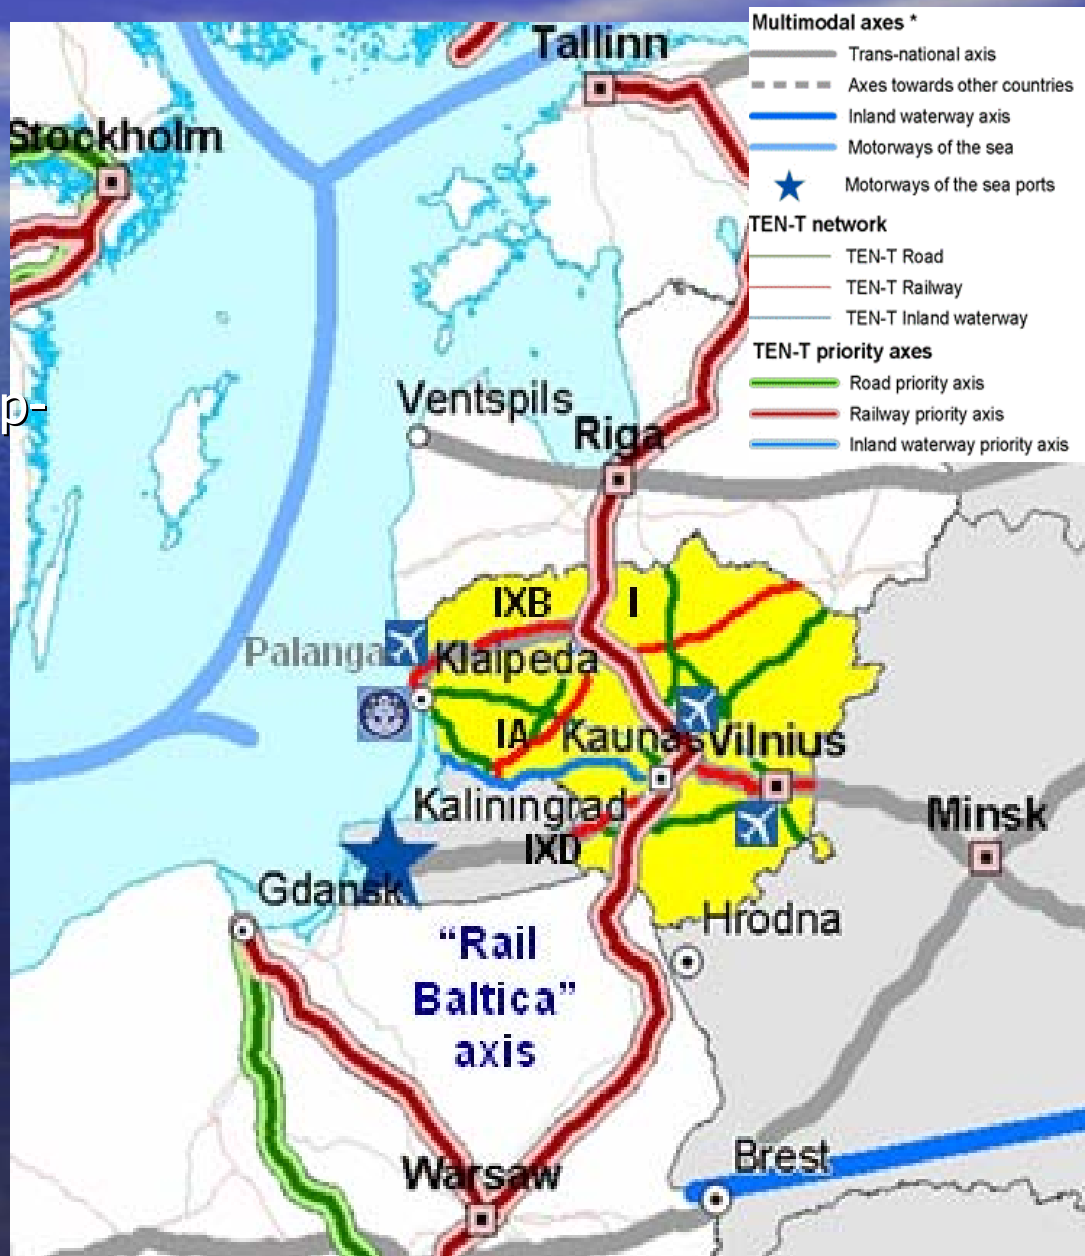 Multimodal axes *
Trans-national axis
Axes towards other countries
Inland waterway axis
Motorways of the sea
Motorways of the sea ports
TEN-T network
TEN-T Road
TEN-T Railway
TEN-T Inland waterway
TEN-T priority axes
Road priority axis
Railway priority axis
Inland waterway priority axis
Tallinn
Stockholm
p-
Ventspils
Riga
IXB
I
Palanga
Klaipeda
IA
Kaunas
Vilnius
Kaliningrad
Minsk
IXD
Gdansk
Hrodna
“Rail
Baltica”
axis
Brest
Warsaw